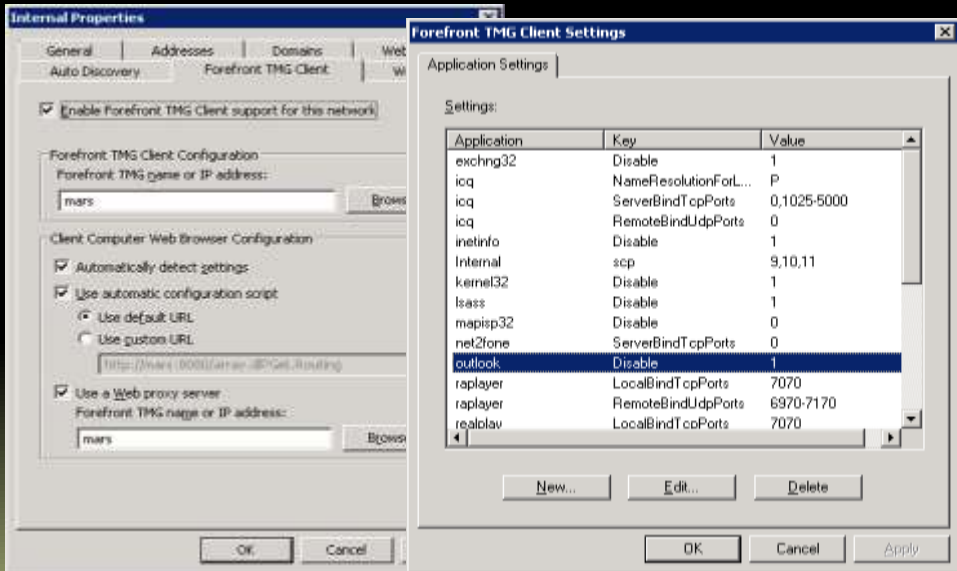 Internal Properties
General Addresses Domains Web
Auto Discovery Forefront TMG Client W
Enable Forefront TMG Client support for this network
Forefront TMG Client Configuration
Forefront TMG name or IP address:
mars Brows
Client Computer Web Browser Configuration
Automatically detect settings
Use automatic configuration script
Use default URL
Use custom URL
Use a Web proxy server
Forefront TMG name or IP address:
mars Brows
OK Cancel
Forefront TMG Client Settings
Application Settings
Settings:
Application Key Value
exchng32 Disable 1
icq NameResolutionForL... P
icq ServerBindTcpPorts 0,1025-5000
icq RemoteBindUdpPorts 0
inetinfo Disable 1
Internal scp 9,10,11
kernel32 Disable 1
lsass Disable 1
mapisp32 Disable 0
net2fone ServerBindTcpPorts 0
outlook Disable 1
raplayer LocalBindTcpPorts 7070
raplayer RemoteBindUdpPorts 6970-7170
realplay LocalBindTcpPorts 7070
New... Edit... Delete
OK Cancel Apply